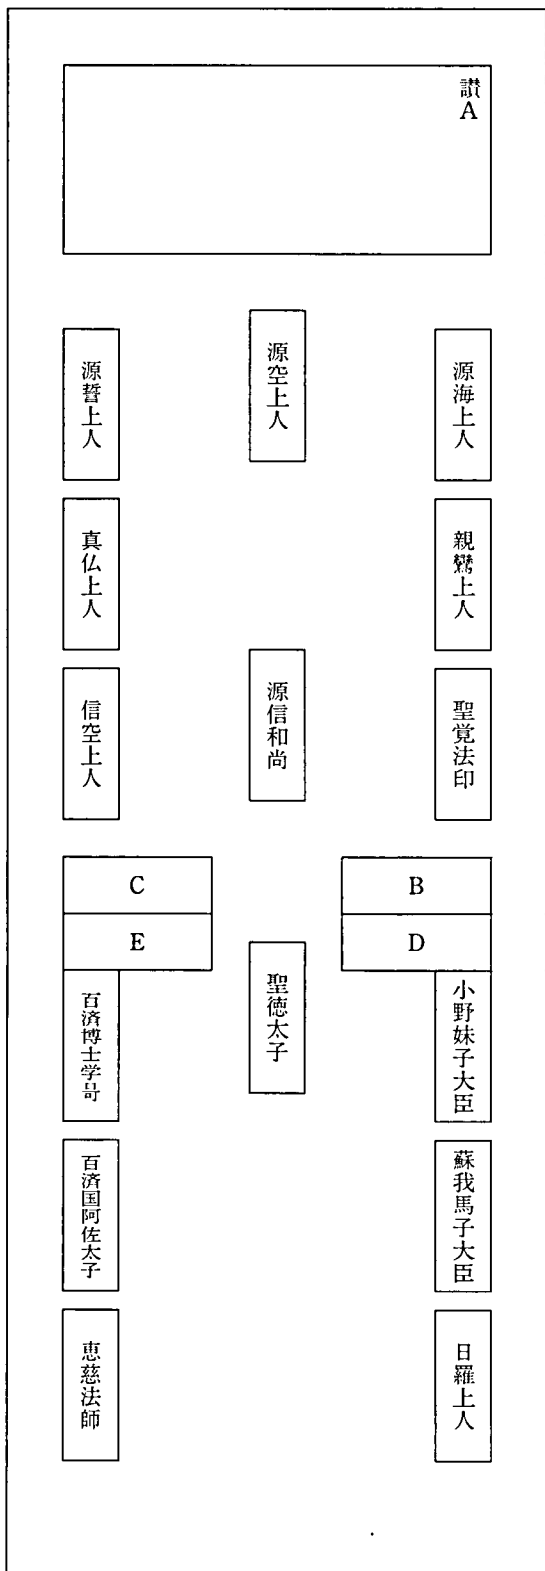 讃A
源海上人
源空上人
源誓上人
親鸞上人
真仏上人
聖覚法印
源信和尚
信空上人
B
C
D
E
聖徳太子
小野妹子大臣
百済博士学哿
蘇我馬子大臣
百済国阿佐太子
日羅上人
恵慈法師